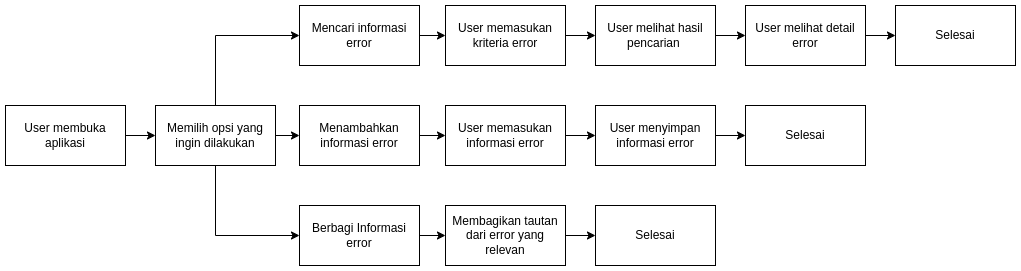 Mencari informasi
error
User memasukan
kriteria error
User melihat hasil
pencarian
User melihat detail
error
Selesai
User membuka
aplikasi
Memilih opsi yang
ingin dilakukan
Menambahkan
informasi error
User memasukan
informasi error
User menyimpan
informasi error
Selesai
Berbagi Informasi
error
Membagikan tautan
dari error yang
relevan
Selesai